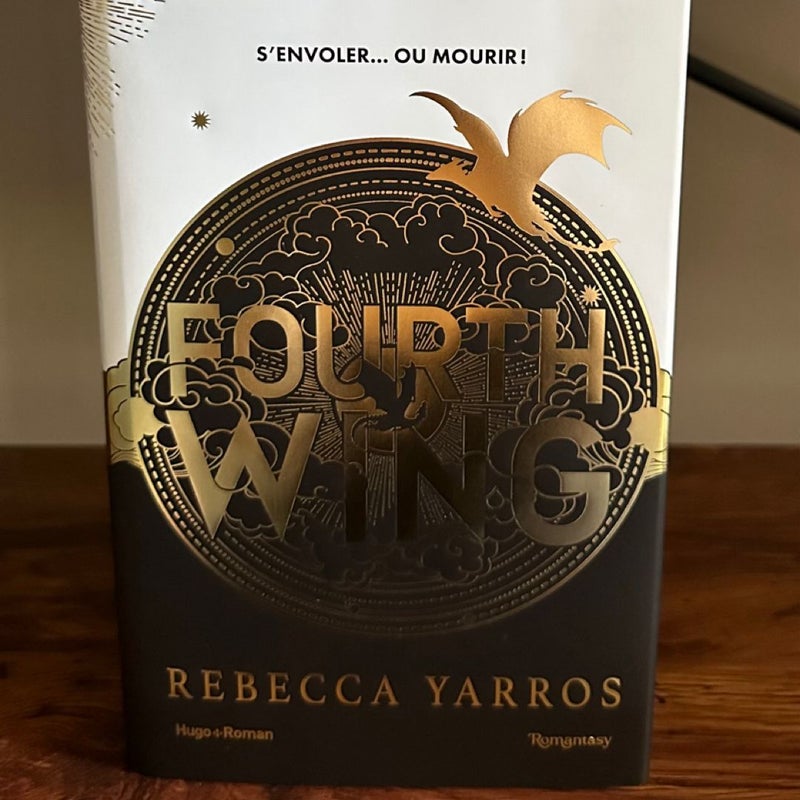 S'ENVOLER... OU MOURIR!
FOURTH
WING
REBECCA YARROS
Hugo+Roman
Romantasy